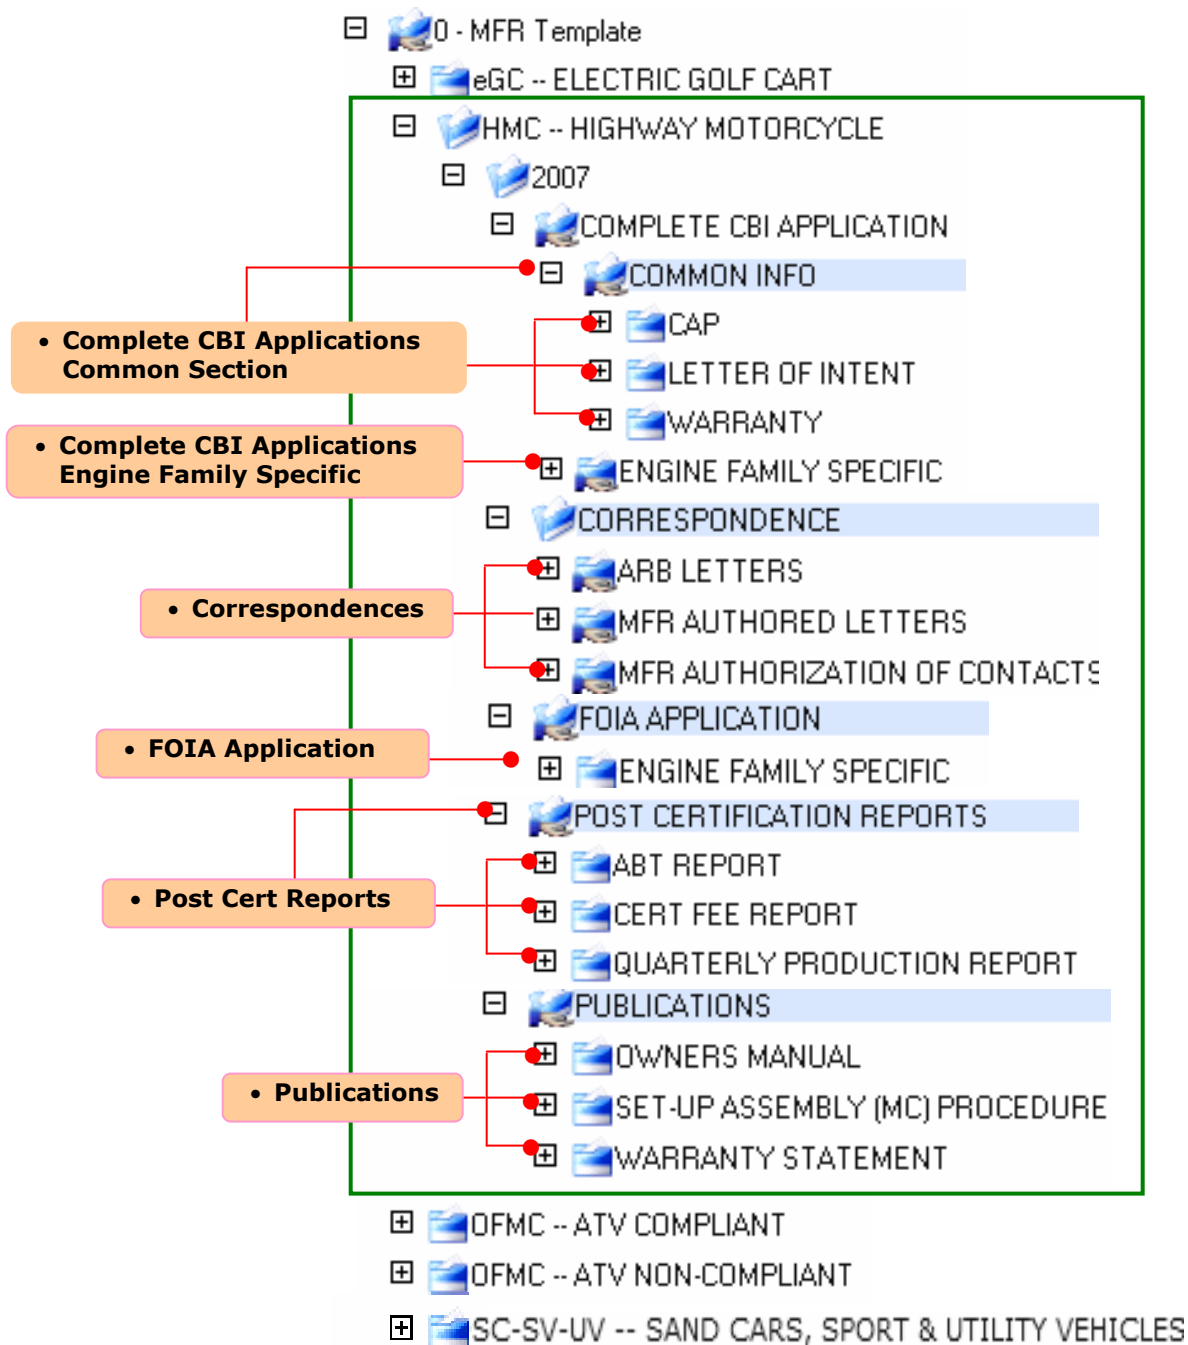 0 - MFR Template
eGC -- ELECTRIC GOLF CART
HMC -- HIGHWAY MOTORCYCLE
2007
COMPLETE CBI APPLICATION
COMMON INFO
CAP
• Complete CBI Applications
Common Section
LETTER OF INTENT
WARRANTY
• Complete CBI Applications
Engine Family Specific
ENGINE FAMILY SPECIFIC
CORRESPONDENCE
ARB LETTERS
• Correspondences
MFR AUTHORED LETTERS
MFR AUTHORIZATION OF CONTACTS
FOIA APPLICATION
• FOIA Application
ENGINE FAMILY SPECIFIC
POST CERTIFICATION REPORTS
ABT REPORT
• Post Cert Reports
CERT FEE REPORT
QUARTERLY PRODUCTION REPORT
PUBLICATIONS
OWNERS MANUAL
• Publications
SET-UP ASSEMBLY (MC) PROCEDURE
WARRANTY STATEMENT
OFMC -- ATV COMPLIANT
OFMC -- ATV NON-COMPLIANT
SC-SV-UV -- SAND CARS, SPORT & UTILITY VEHICLES